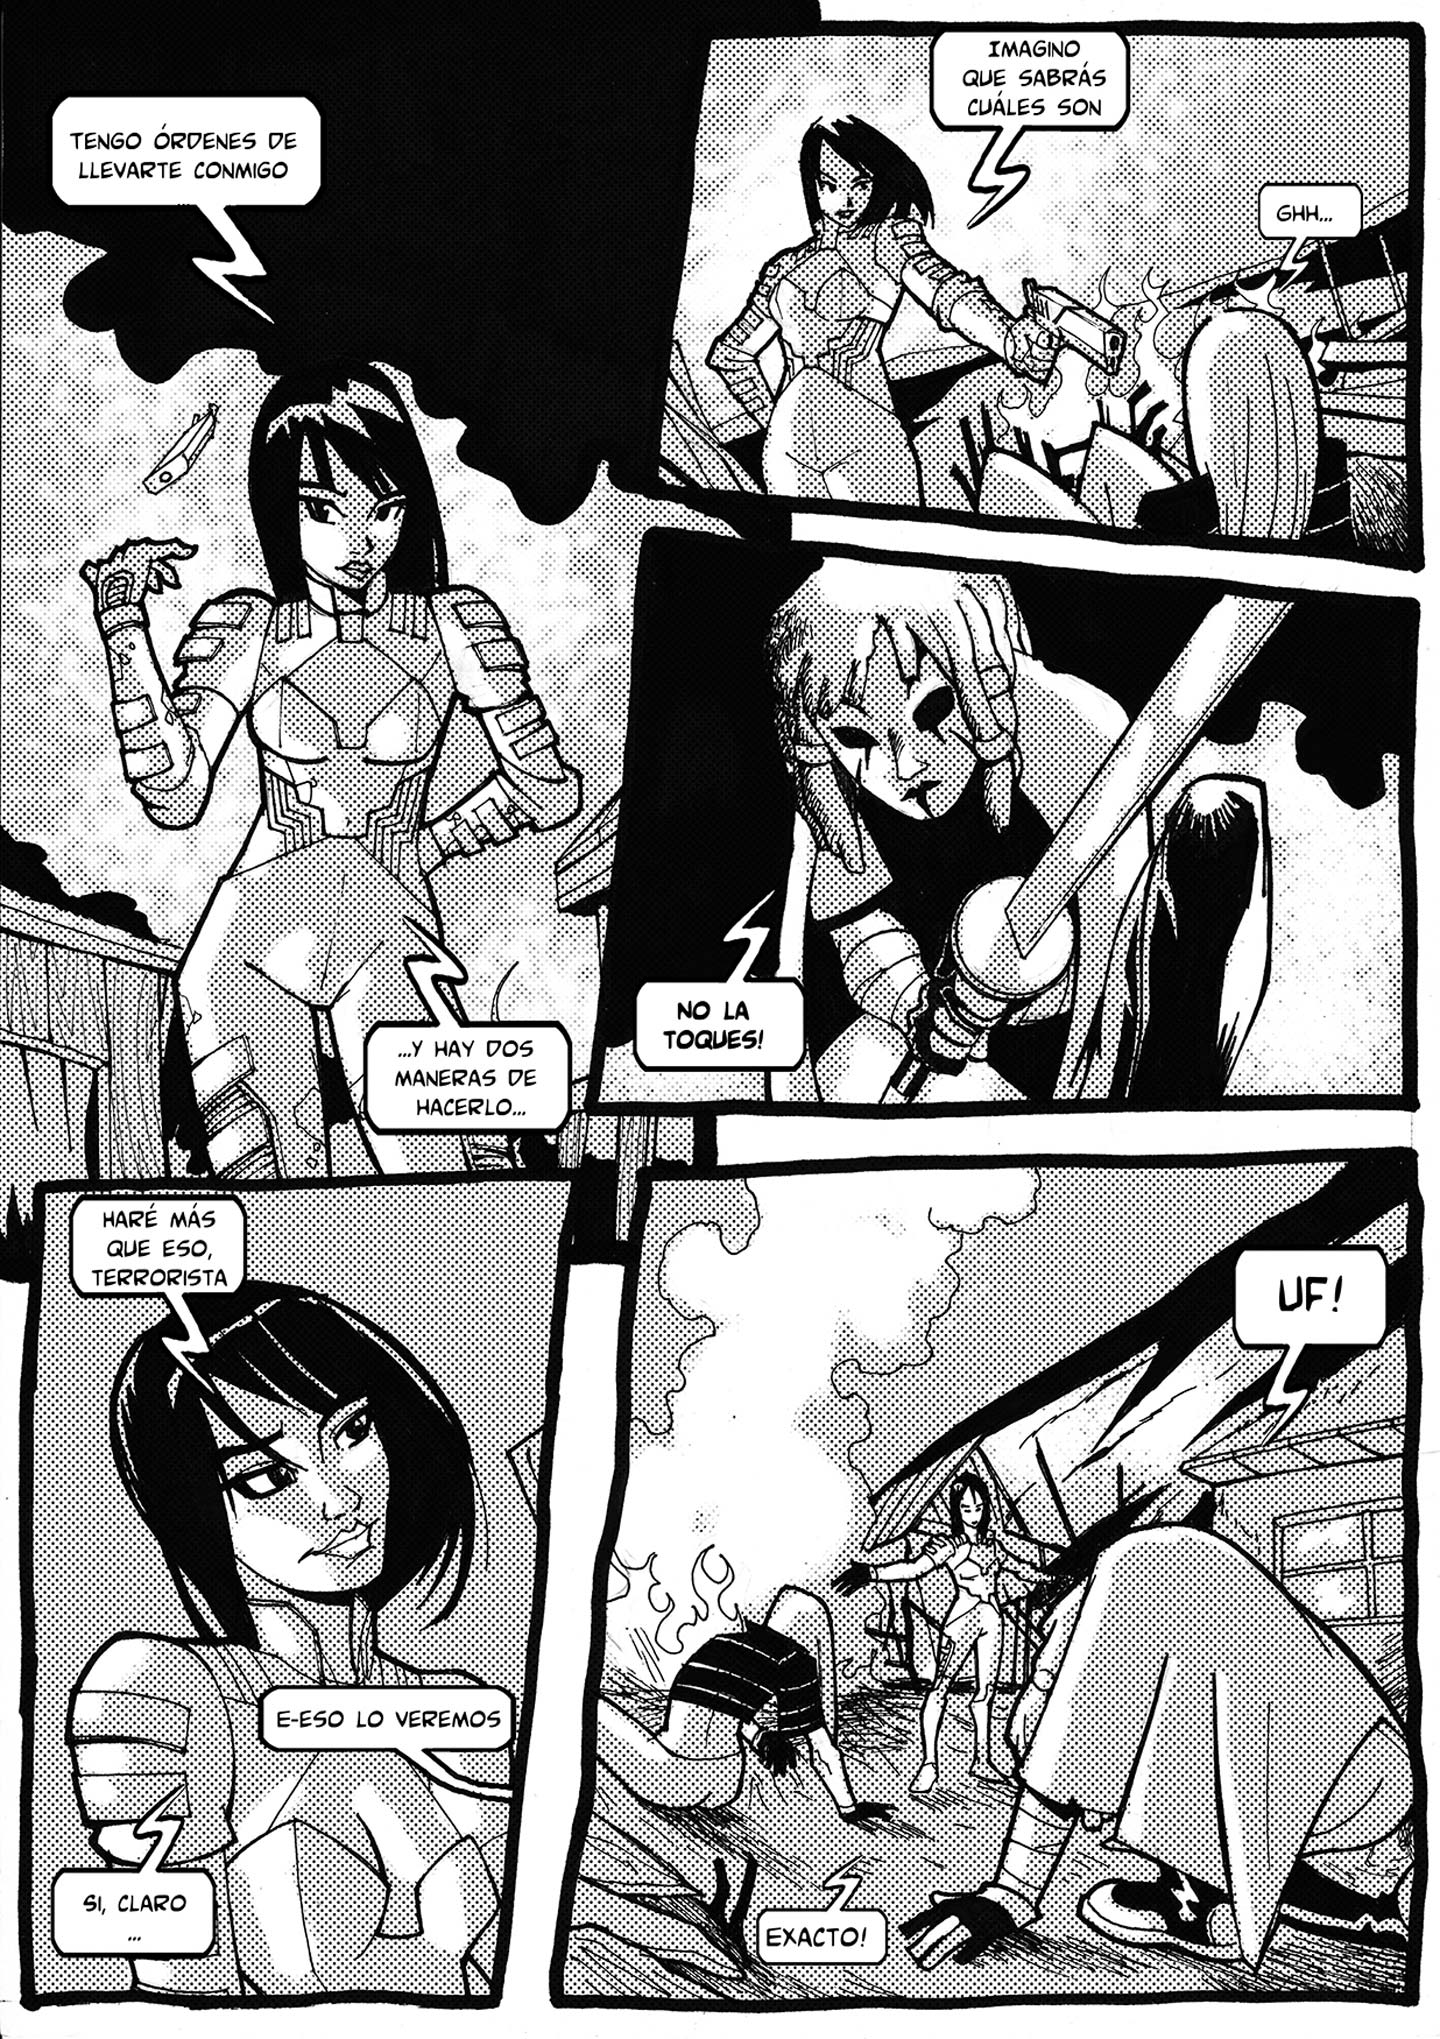 TENGO ÓRDENES DE
LLEVARTE CONMIGO
...Y HAY DOS
MANERAS DE
HACERLO...
IMAGINO
QUE SABRÁS
CUÁLES SON
GHH...
NO LA
TOQUES!
HARÉ MÁS
QUE ESO,
TERRORISTA
E-ESO LO VEREMOS
SI, CLARO
...
UF!
EXACTO!